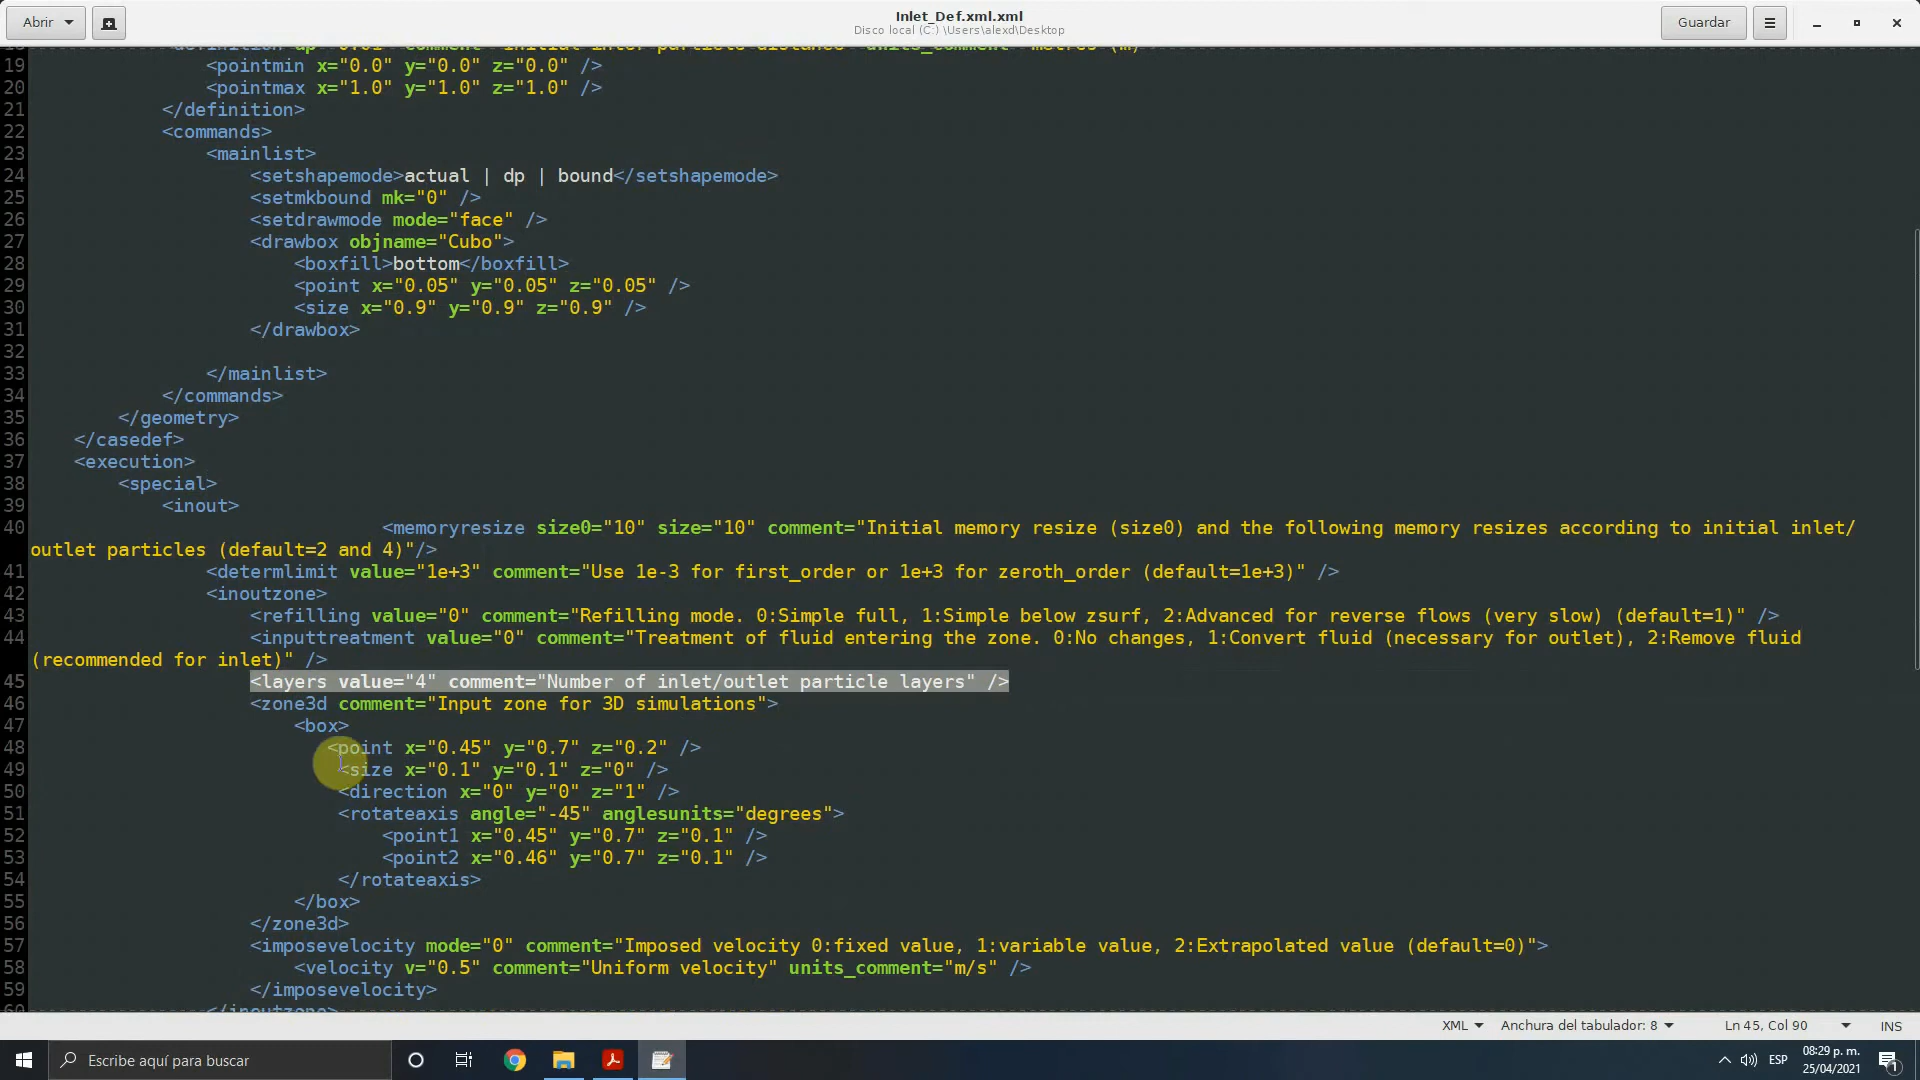 Abrir
Inlet_Def.xml.xml
Disco local (C:) \Users\alexd\Desktop
Guardar
19 <pointmin x="0.0" y="0.0" z="0.0" />
20 <pointmax x="1.0" y="1.0" z="1.0" />
21 </definition>
22 <commands>
23 <mainlist>
24 <setshapemode>actual | dp | bound</setshapemode>
25 <setmkbound mk="0" />
26 <setdrawmode mode="face" />
27 <drawbox objname="Cubo">
28 <boxfill>bottom</boxfill>
29 <point x="0.05" y="0.05" z="0.05" />
30 <size x="0.9" y="0.9" z="0.9" />
31 </drawbox>
32
33 </mainlist>
34 </commands>
35 </geometry>
36 </casedef>
37 <execution>
38 <special>
39 <inout>
40 <memoryresize size0="10" size="10" comment="Initial memory resize (size0) and the following memory resizes according to initial inlet/
outlet particles (default=2 and 4)"/>
41 <determlimit value="1e+3" comment="Use 1e-3 for first_order or 1e+3 for zeroth_order (default=1e+3)" />
42 <inoutzone>
43 <refilling value="0" comment="Refilling mode. 0:Simple full, 1:Simple below zsurf, 2:Advanced for reverse flows (very slow) (default=1)" />
44 <inputtreatment value="0" comment="Treatment of fluid entering the zone. 0:No changes, 1:Convert fluid (necessary for outlet), 2:Remove fluid
(recommended for inlet)" />
45 <layers value="4" comment="Number of inlet/outlet particle layers" />
46 <zone3d comment="Input zone for 3D simulations">
47 <box>
48 <point x="0.45" y="0.7" z="0.2" />
49 <size x="0.1" y="0.1" z="0" />
50 <direction x="0" y="0" z="1" />
51 <rotateaxis angle="-45" anglesunits="degrees">
52 <point1 x="0.45" y="0.7" z="0.1" />
53 <point2 x="0.46" y="0.7" z="0.1" />
54 </rotateaxis>
55 </box>
56 </zone3d>
57 <imposevelocity mode="0" comment="Imposed velocity 0:fixed value, 1:variable value, 2:Extrapolated value (default=0)">
58 <velocity v="0.5" comment="Uniform velocity" units_comment="m/s" />
59 </imposevelocity>
XML Anchura del tabulador: 8 Ln 45, Col 90 INS
Escribe aquí para buscar
ESP
08:29 p. m.
25/04/2021
1